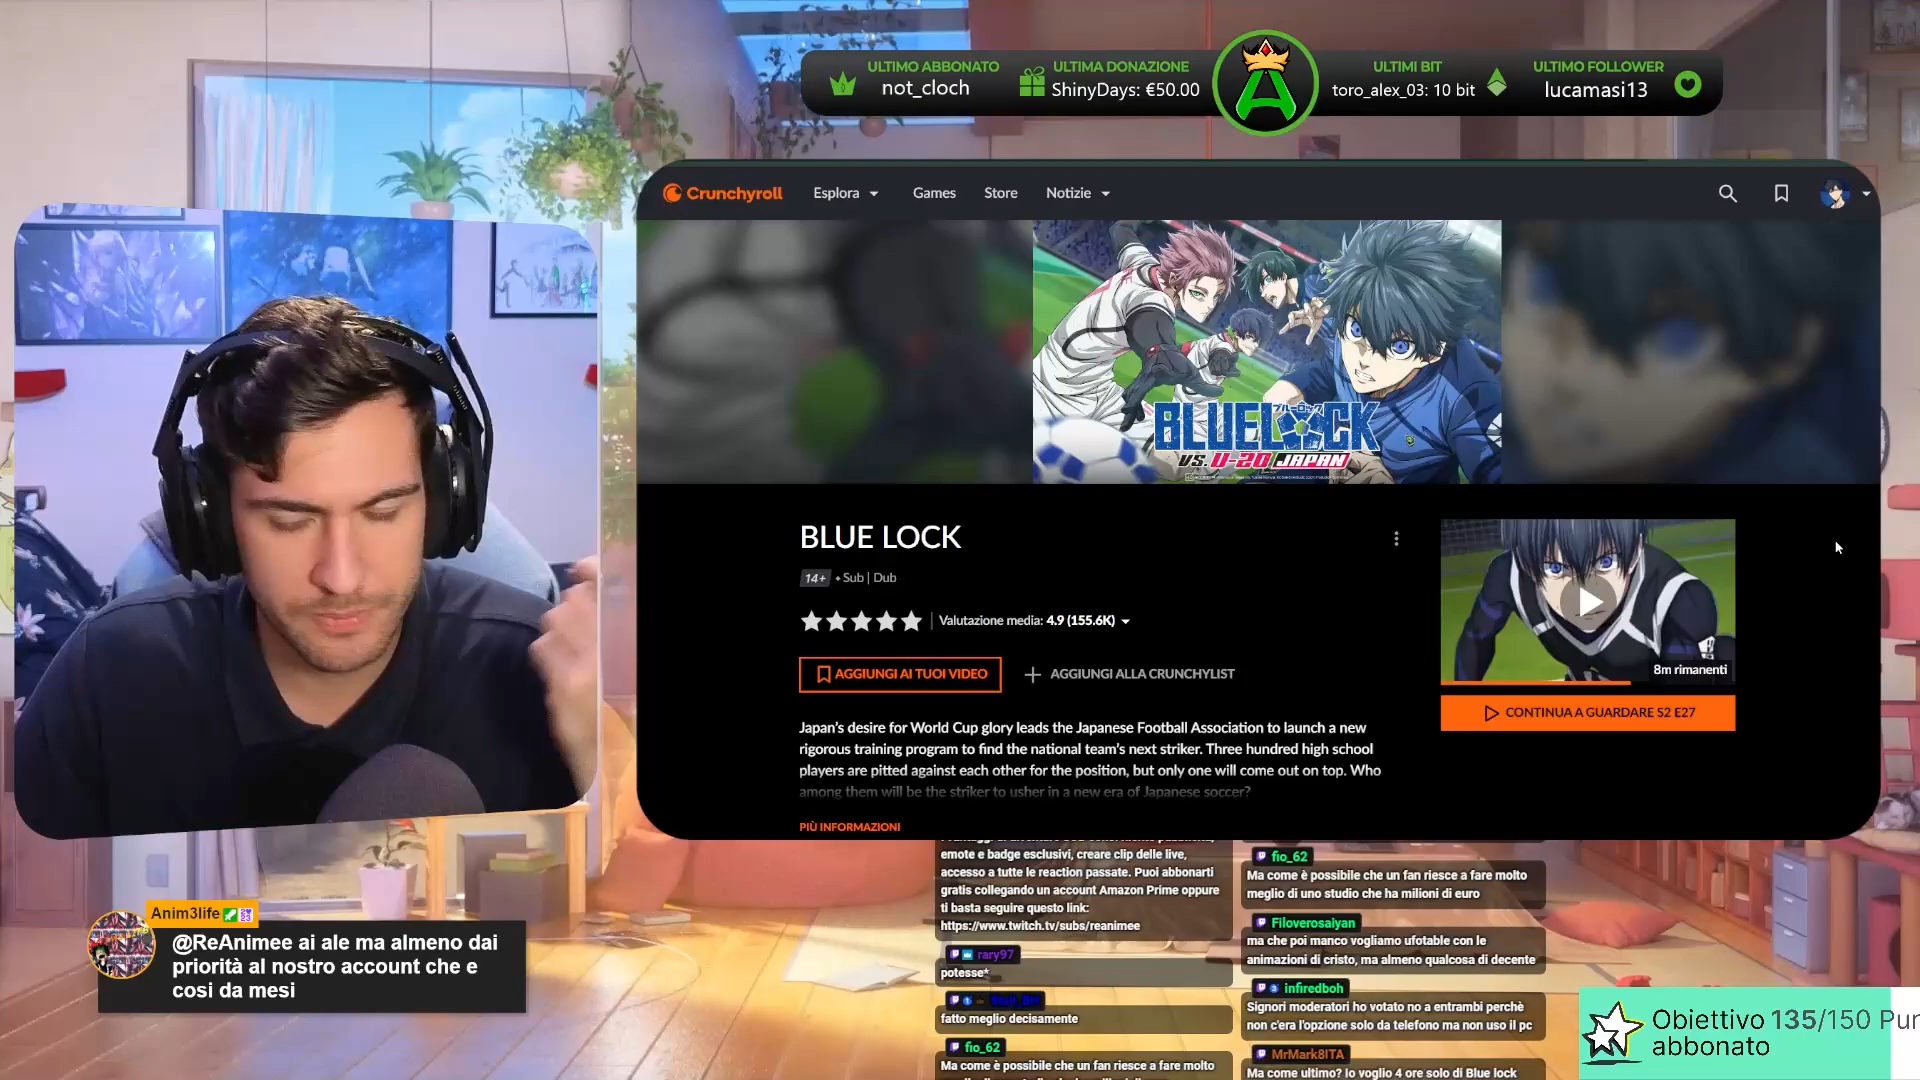 ULTIMO ABBONATO
not_cloch
ULTIMA DONAZIONE
ShinyDays: €50.00
ULTIMI BIT
toro_alex_03: 10 bit
ULTIMO FOLLOWER
lucamasi13
Crunchyroll
Esplora
Games
Store
Notizie
BLUELOCK
VS. U-20 JAPAN
BLUE LOCK
14+ • Sub | Dub
Valutazione media: 4.9 (155.6K)
AGGIUNGI AI TUOI VIDEO
AGGIUNGI ALLA CRUNCHYLIST
Japan's desire for World Cup glory leads the Japanese Football Association to launch a new
rigorous training program to find the national team's next striker. Three hundred high school
players are pitted against each other for the position, but only one will come out on top. Who
among them will be the striker to usher in a new era of Japanese soccer?
PIÙ INFORMAZIONI
8m rimanenti
CONTINUA A GUARDARE S2 E27
Anim3life
@ReAnimee ai ale ma almeno dai
priorità al nostro account che e
cosi da mesi
emote e badge esclusivi, creare clip delle live,
accesso a tutte le reaction passate. Puoi abbonarti
gratis collegando un account Amazon Prime oppure
ti basta seguire questo link:
https://www.twitch.tv/subs/reanimee
rary97
potesse*
fatto meglio decisamente
fio_62
Ma come è possibile che un fan riesce a fare molto
fio_62
Ma come è possibile che un fan riesce a fare molto
meglio di uno studio che ha milioni di euro
Filoverosaiyan
ma che poi manco vogliamo ufotable con le
animazioni di cristo, ma almeno qualcosa di decente
infiredboh
Signori moderatori ho votato no a entrambi perchè
non c'era l'opzione solo da telefono ma non uso il pc
MrMark8ITA
Ma come ultimo? Io voglio 4 ore solo di Blue lock
Obiettivo 135/150 Pun
abbonato